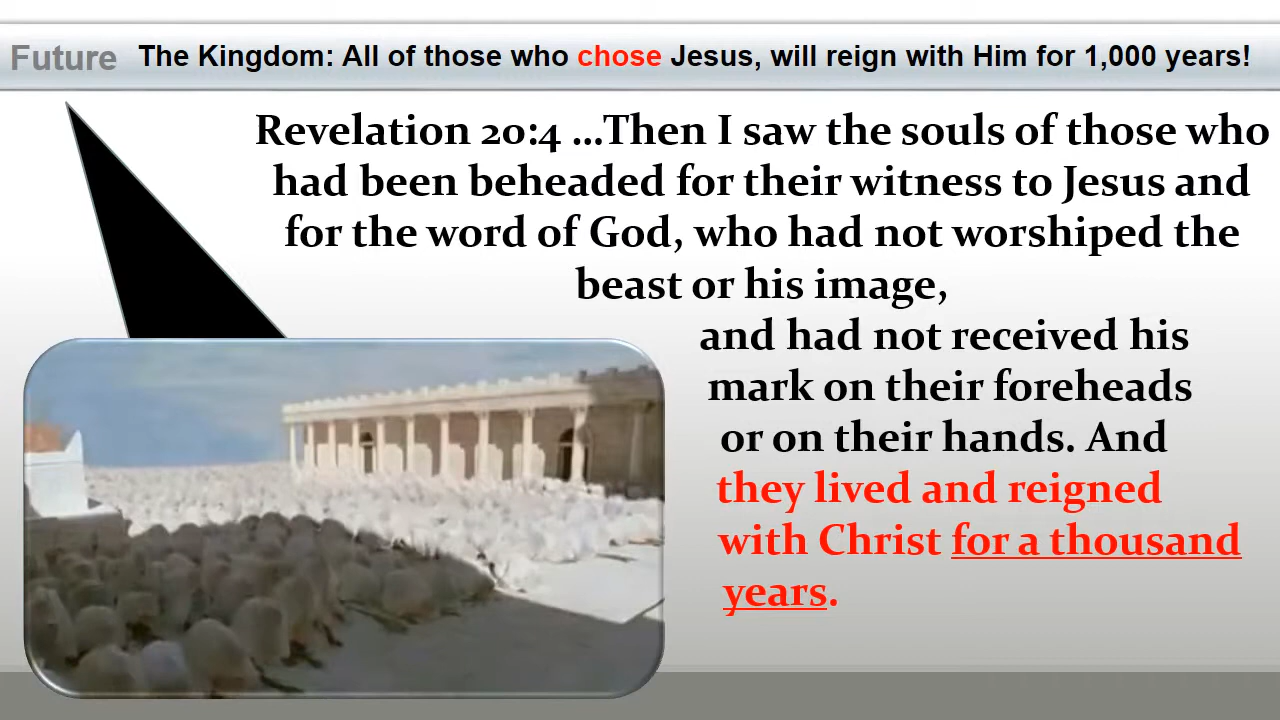 Future The Kingdom: All of those who chose Jesus, will reign with Him for 1,000 years!
Revelation 20:4 ...Then I saw the souls of those who
had been beheaded for their witness to Jesus and
for the word of God, who had not worshiped the
beast or his image,
and had not received his
mark on their foreheads
or on their hands. And
they lived and reigned
with Christ for a thousand
years.